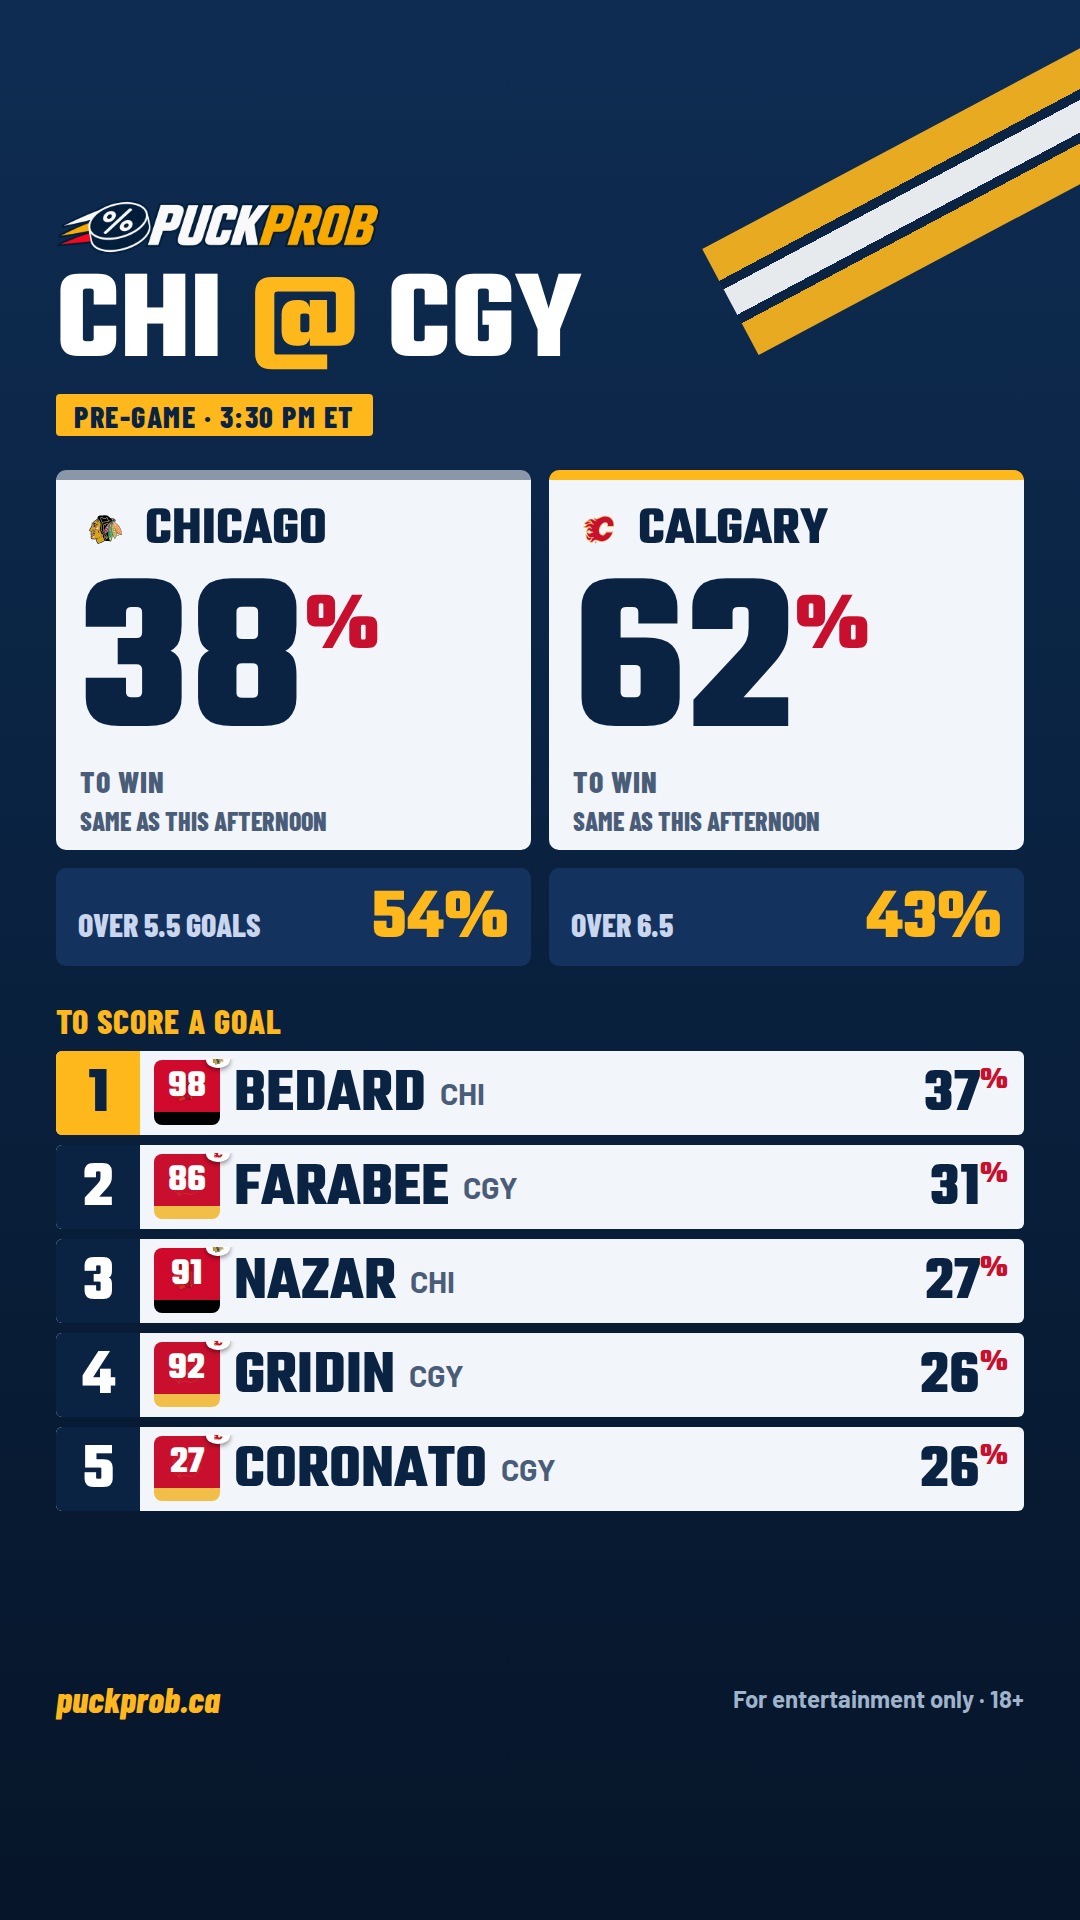 % PUCKPROB
CHI @ CGY
PRE-GAME · 3:30 PM ET
CHICAGO
38%
TO WIN
SAME AS THIS AFTERNOON
CALGARY
62%
TO WIN
SAME AS THIS AFTERNOON
OVER 5.5 GOALS 54%
OVER 6.5 43%
TO SCORE A GOAL
1 98 BEDARD CHI 37%
2 86 FARABEE CGY 31%
3 91 NAZAR CHI 27%
4 92 GRIDIN CGY 26%
5 27 CORONATO CGY 26%
puckprob.ca
For entertainment only · 18+